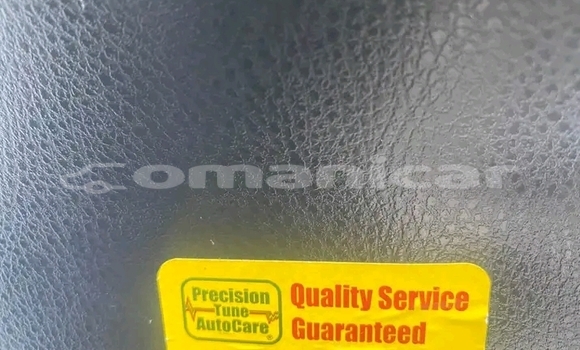 omanicar
Precision
Tune
AutoCare®
Quality Service
Guaranteed